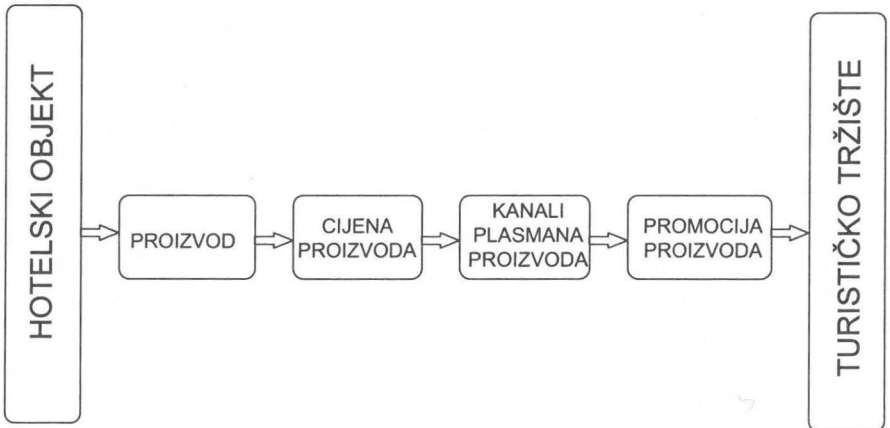 HOTELSKI OBJEKT
PROIZVOD
CIJENA
PROIZVODA
KANALI
PLASMANA
PROIZVODA
PROMOCIJA
PROIZVODA
TURISTIČKO TRŽIŠTE